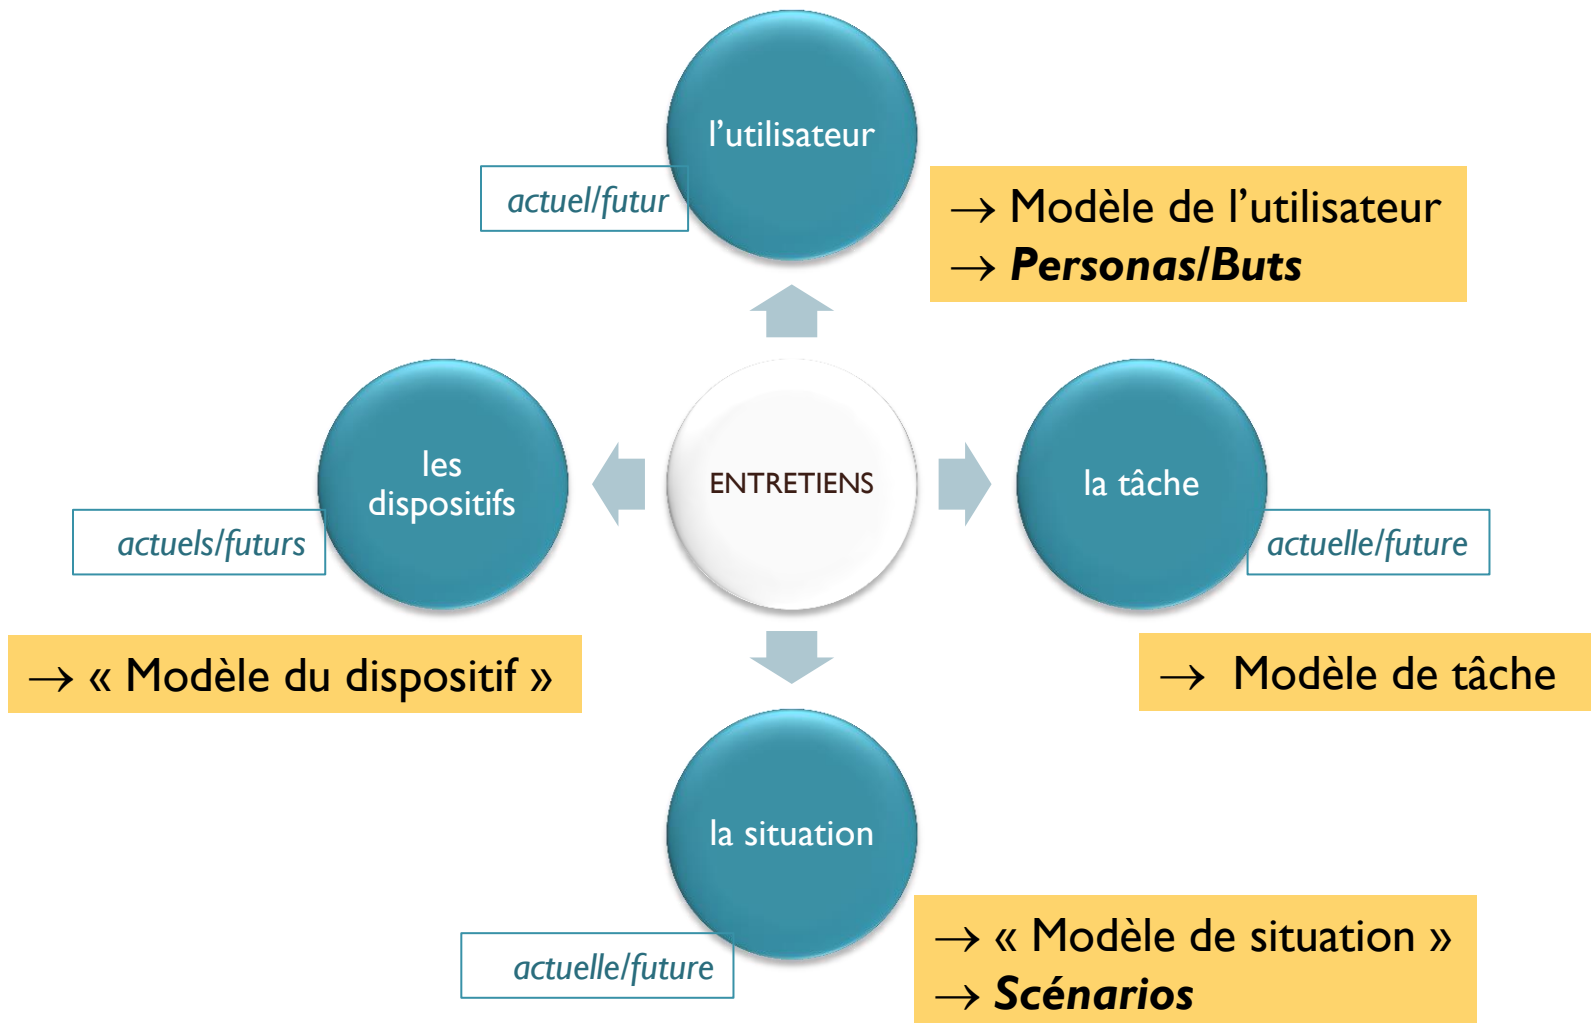 l’utilisateur
actuel/futur
→ Modèle de l’utilisateur
→ Personas/Buts
les
dispositifs
actuels/futurs
→ « Modèle du dispositif »
ENTRETIENS
la tâche
actuelle/future
→ Modèle de tâche
la situation
actuelle/future
→ « Modèle de situation »
→ Scénarios